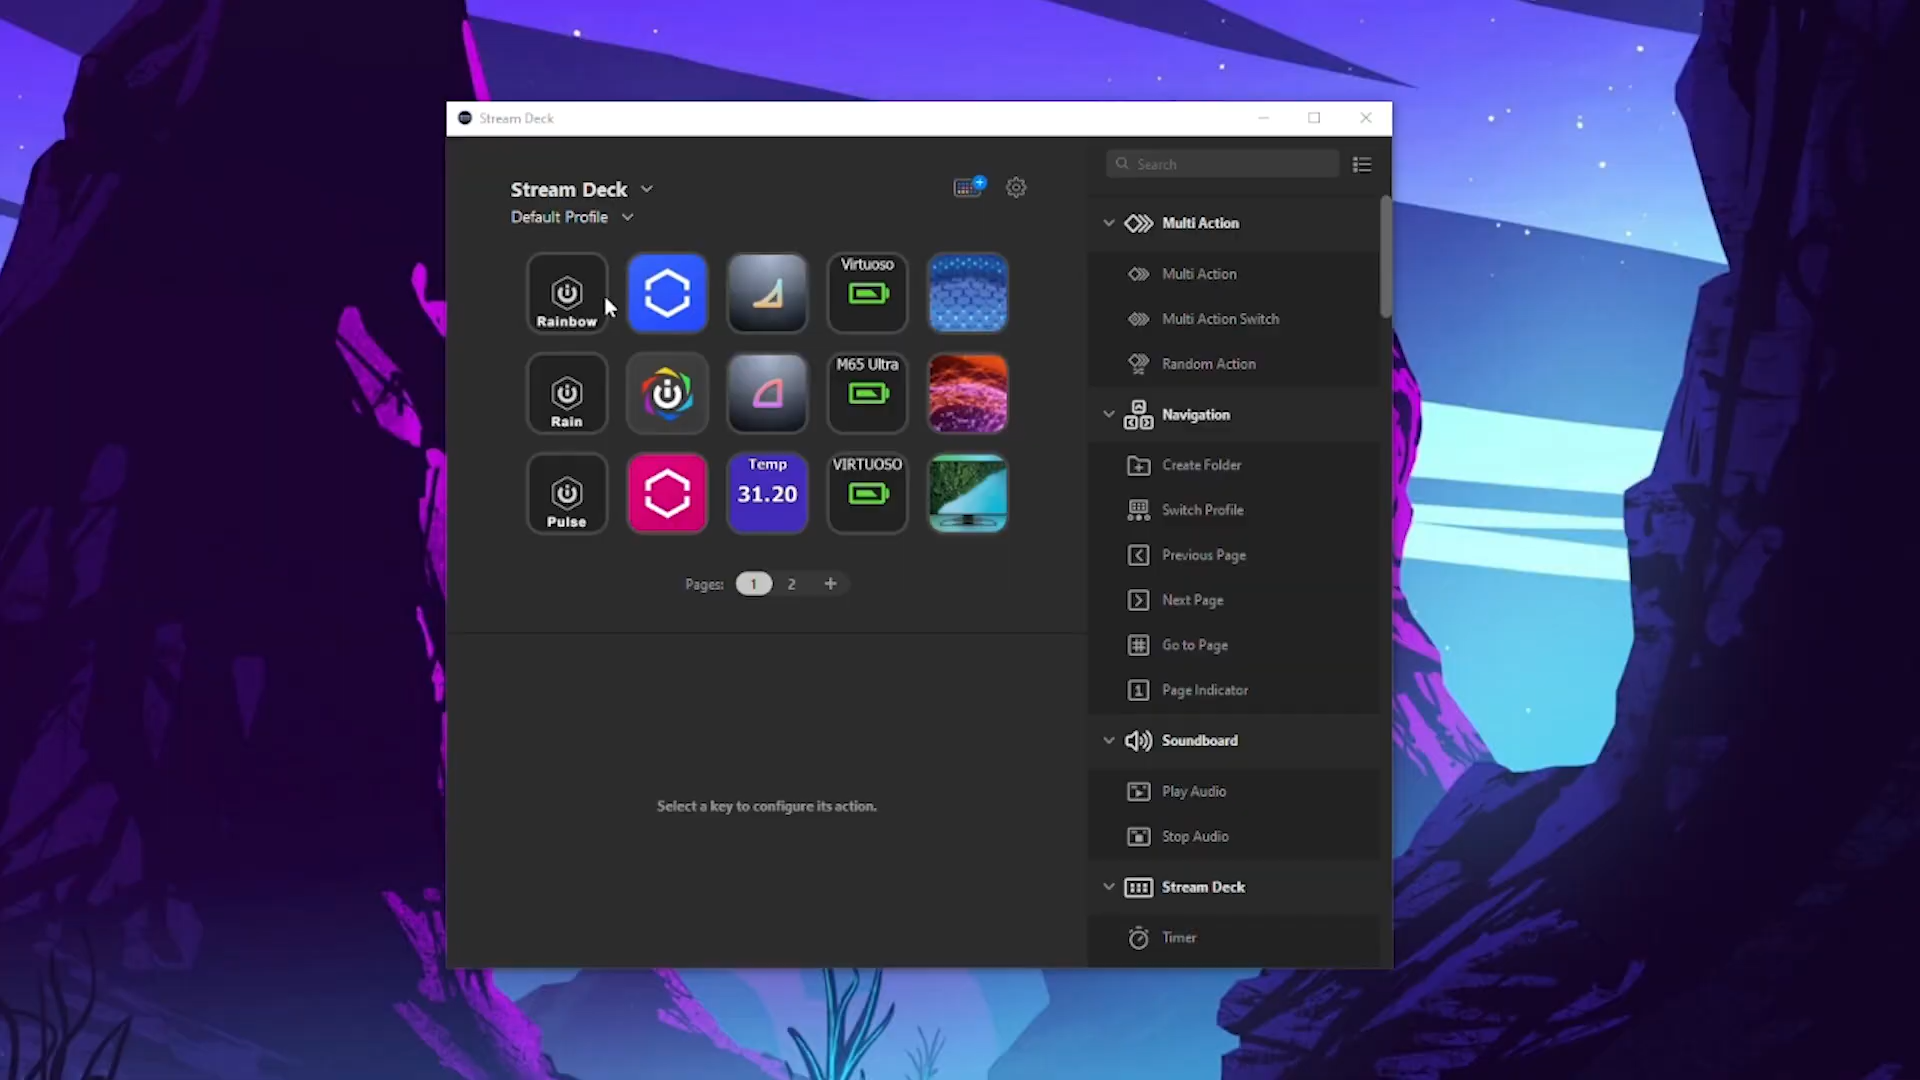 Stream Deck
Search
Stream Deck
Default Profile
Rainbow
Virtuoso
Rain
M65 Ultra
Pulse
Temp
31.20
VIRTUOSO
Pages: 1 2 +
Select a key to configure its action.
Multi Action
Multi Action
Multi Action Switch
Random Action
Navigation
Create Folder
Switch Profile
Previous Page
Next Page
Go to Page
1 Page Indicator
Soundboard
Play Audio
Stop Audio
Stream Deck
Timer